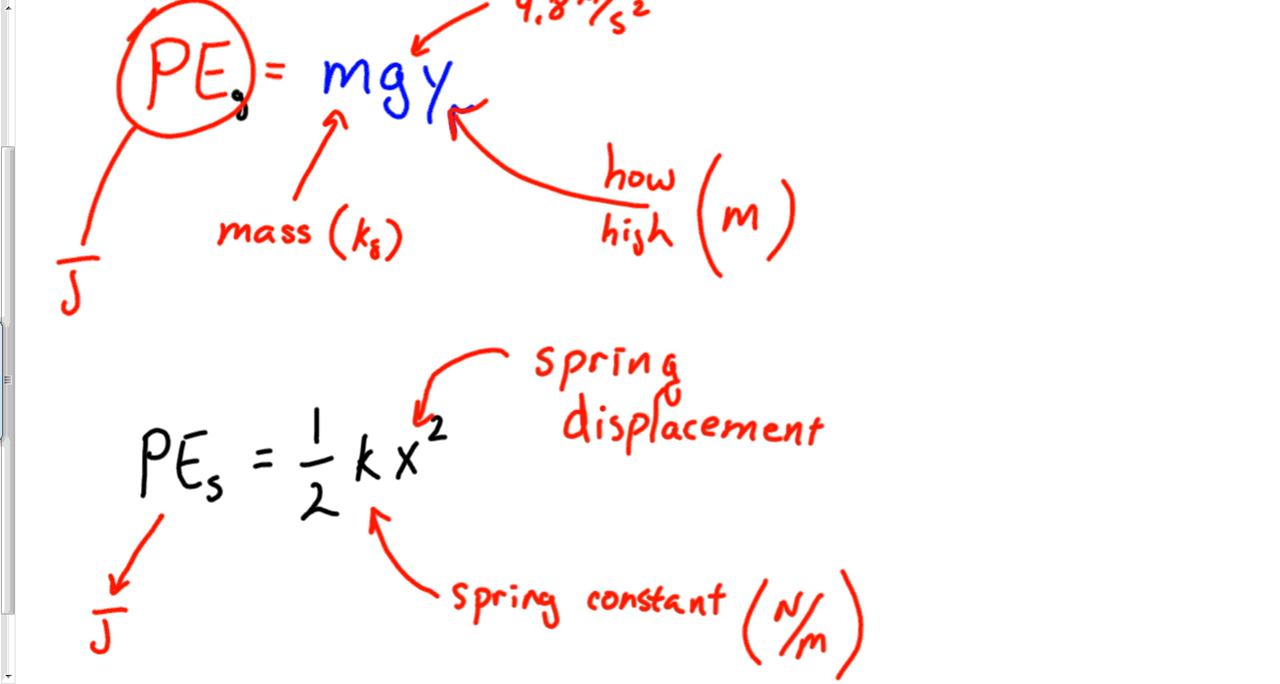 9.8 m/s²
PEg = mgy
how
high (m)
mass (kg)
J
spring
displacement
PEs = 1/2 kx²
J
spring constant (N/m)